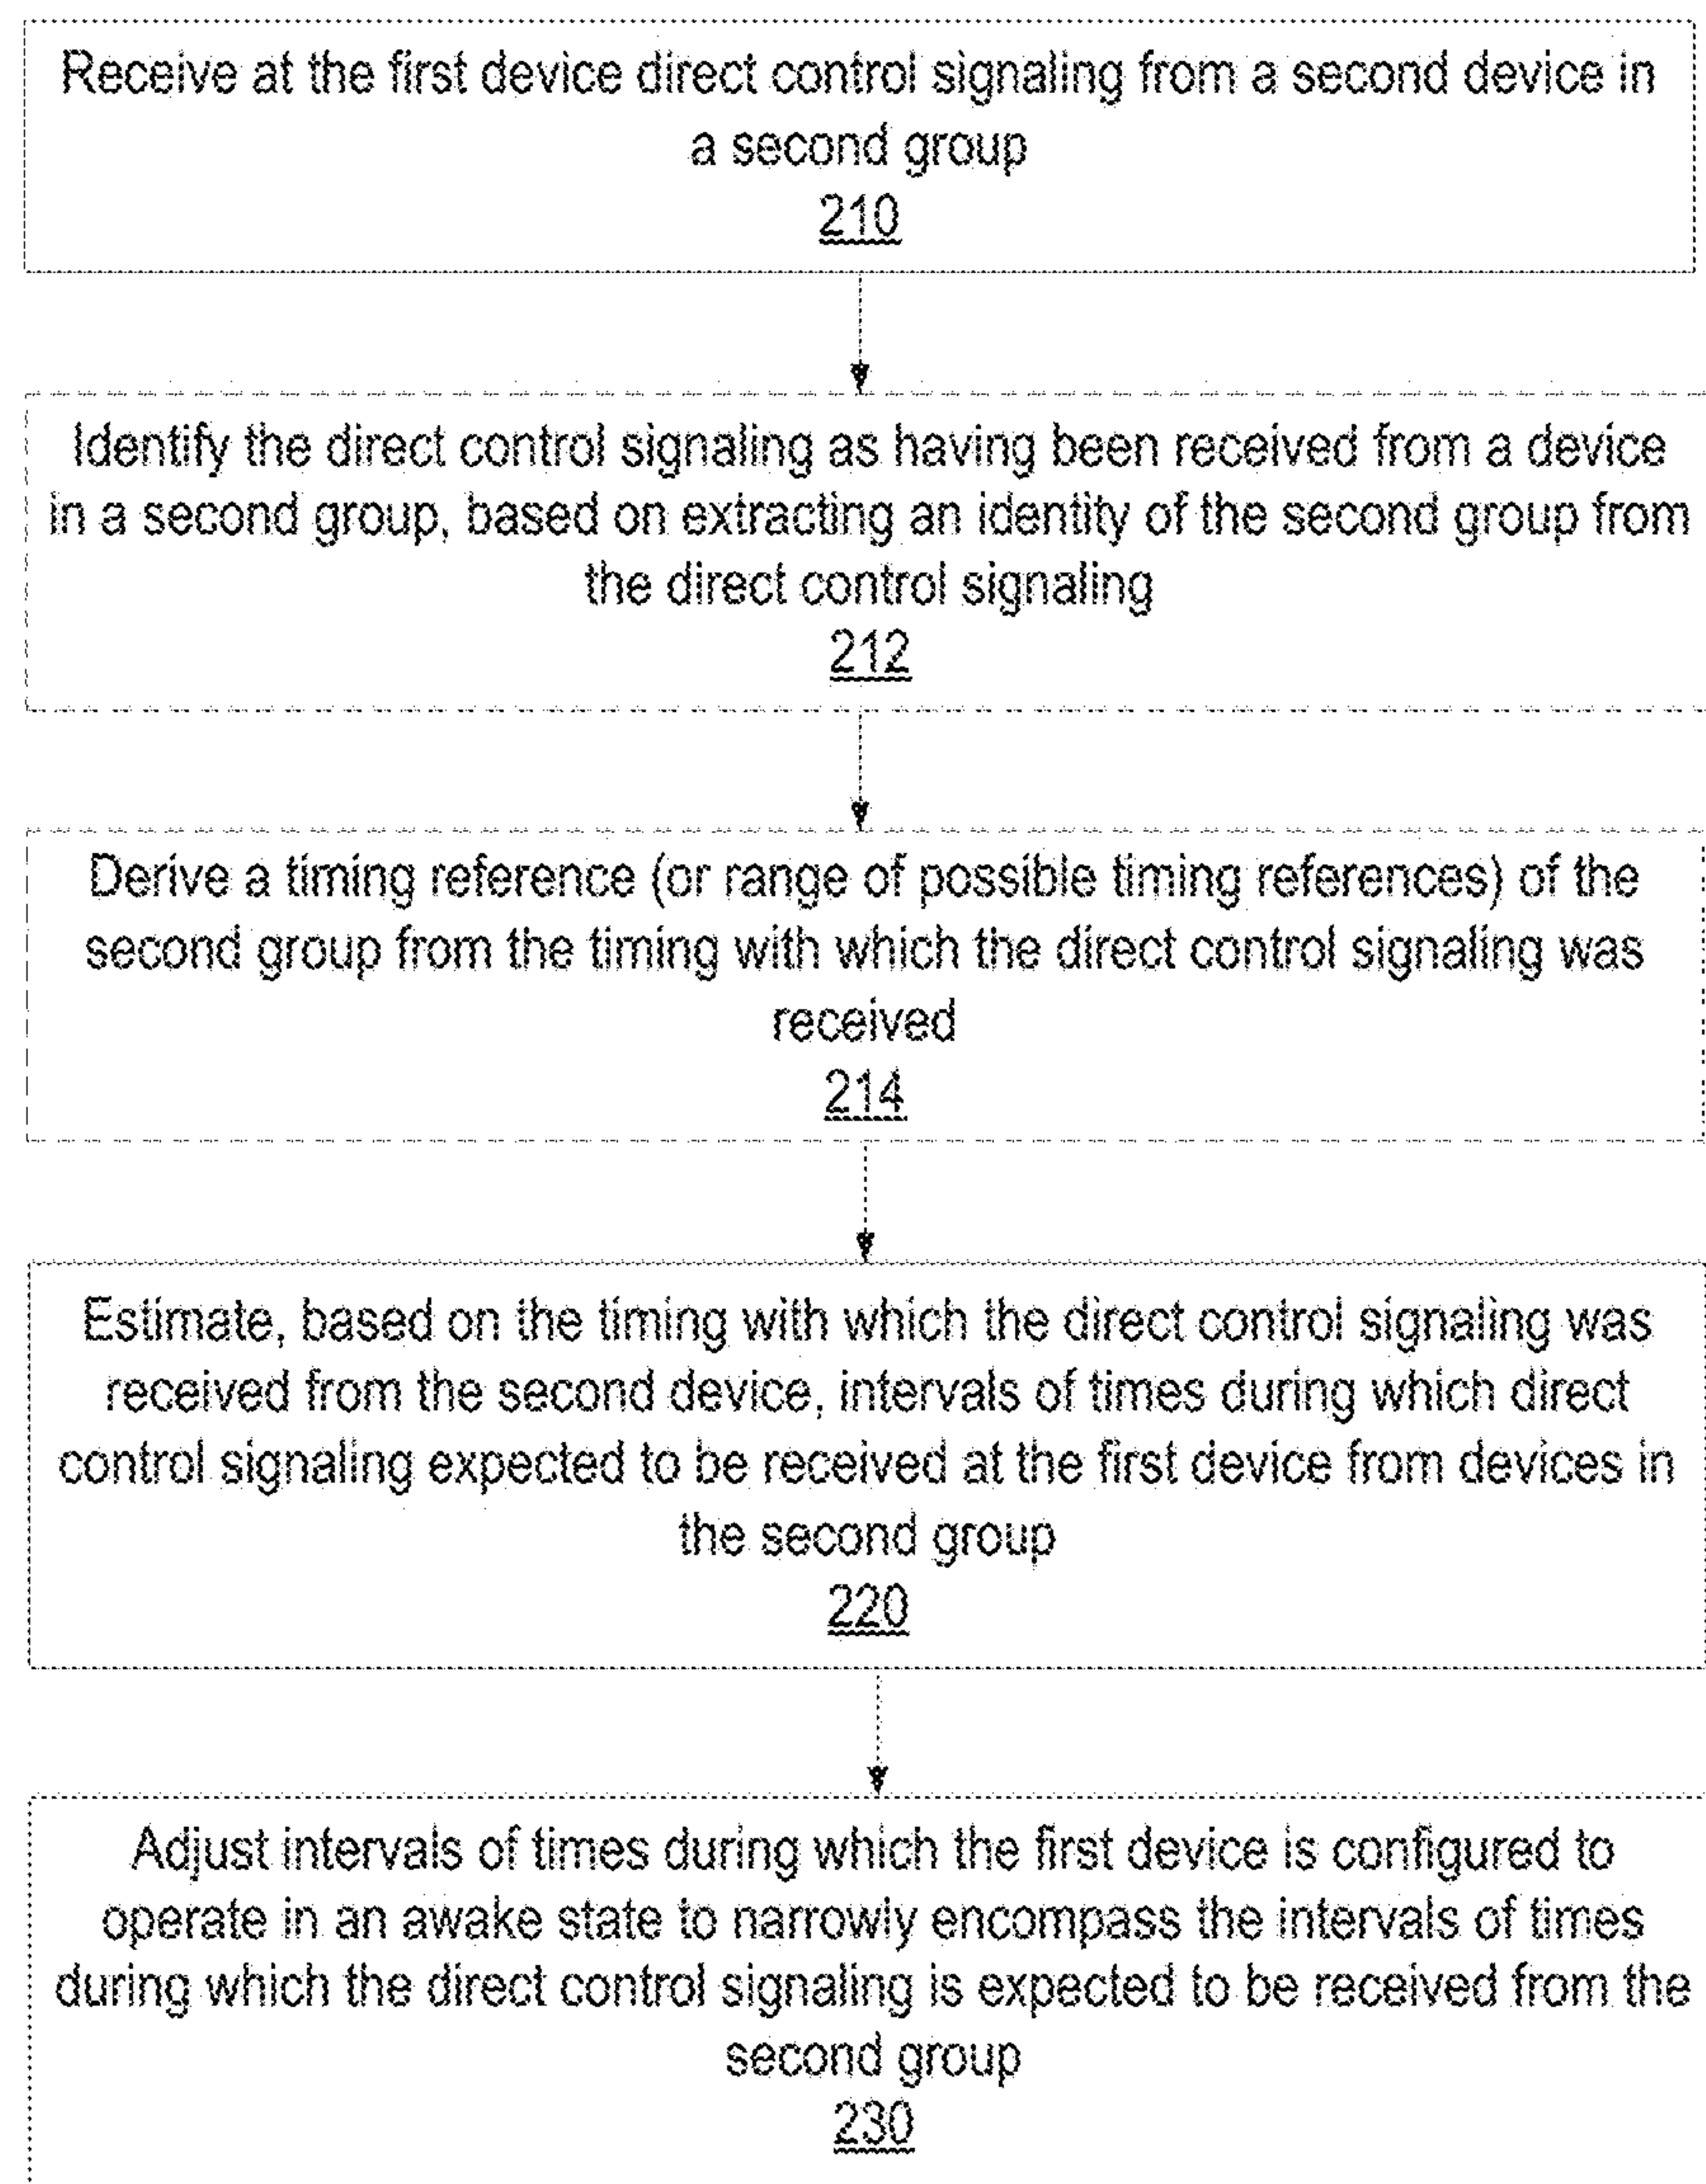 Receive at the first device direct control signaling from a second device in
a second group
210
Identify the direct control signaling as having been received from a device
in a second group, based on extracting an identity of the second group from
the direct control signaling
212
Derive a timing reference (or range of possible timing references) of the
second group from the timing with which the direct control signaling was
received
214
Estimate, based on the timing with which the direct control signaling was
received from the second device, intervals of times during which direct
control signaling expected to be received at the first device from devices in
the second group
220
Adjust intervals of times during which the first device is configured to
operate in an awake state to narrowly encompass the intervals of times
during which the direct control signaling is expected to be received from the
second group
230